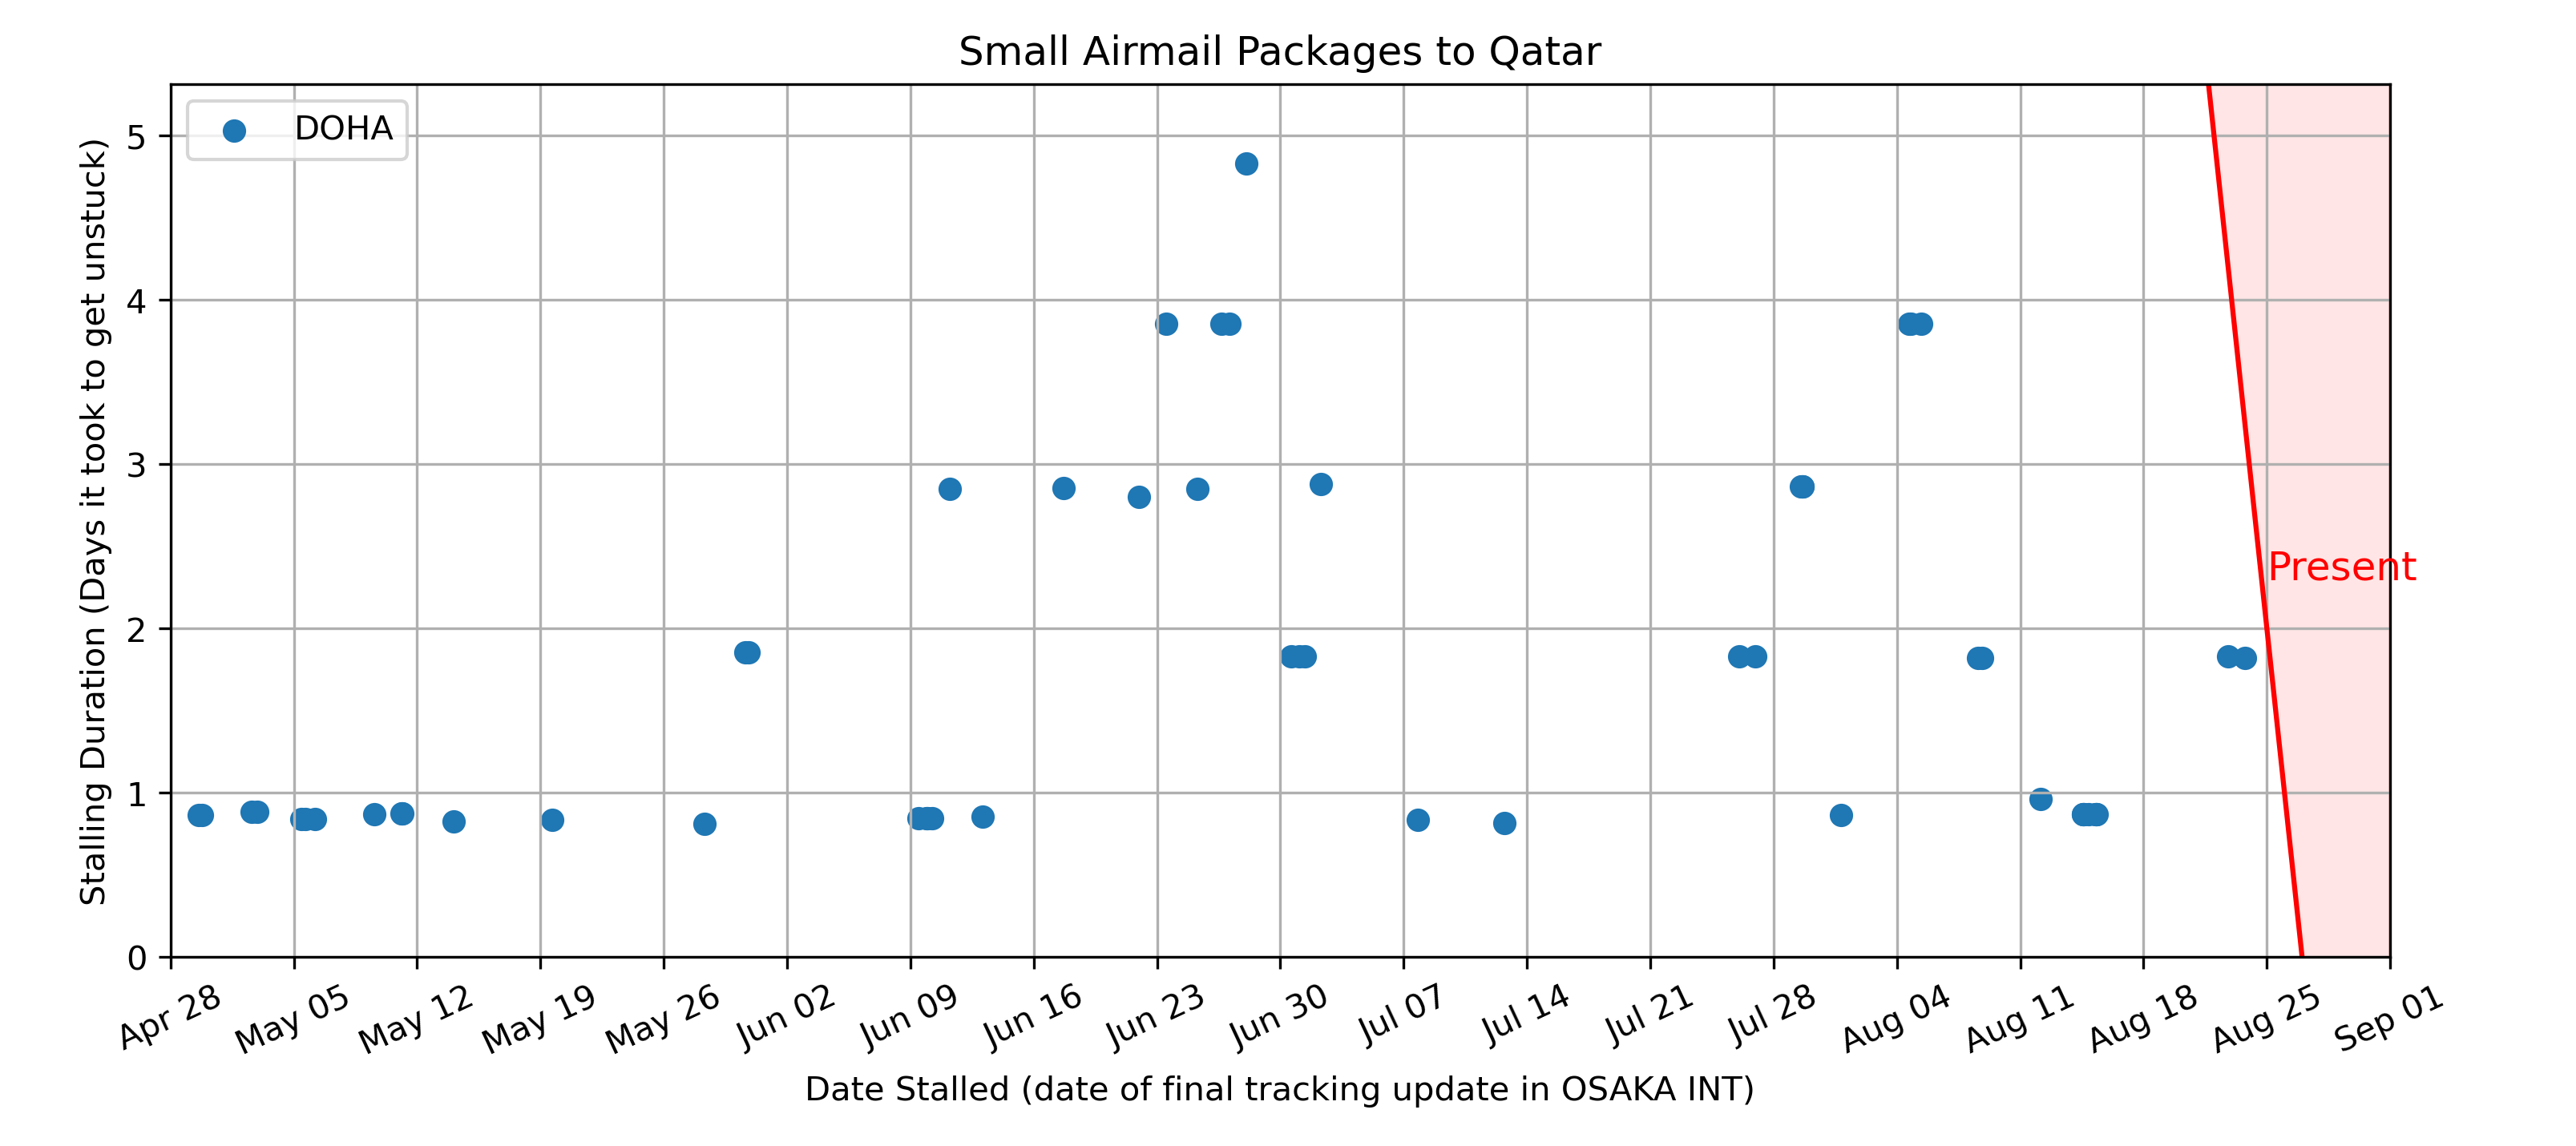 Small Airmail Packages to Qatar
DOHA
Stalling Duration (Days it took to get unstuck)
5
4
3
2
1
0
Present
Apr 28
May 05
May 12
May 19
May 26
Jun 02
Jun 09
Jun 16
Jun 23
Jun 30
Jul 07
Jul 14
Jul 21
Jul 28
Aug 04
Aug 11
Aug 18
Aug 25
Sep 01
Date Stalled (date of final tracking update in OSAKA INT)